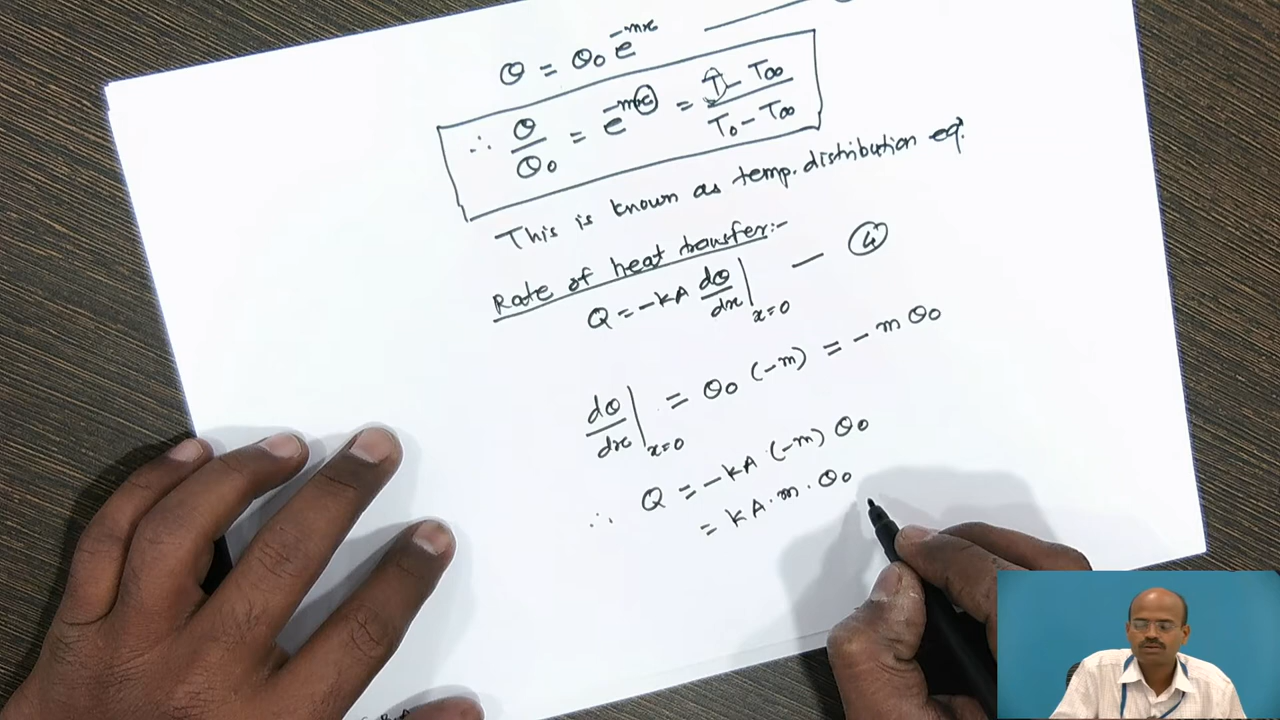 θ = θ₀ e^{-mx}
∴ θ/θ₀ = e^{-mx} = (T - T∞)/(T₀ - T∞)
This is known as temp. distribution eqⁿ.
Rate of heat transfer:-
Q = -kA dθ/dx |_{x=0} — ④
dθ/dx |_{x=0} = θ₀ (-m) = -m θ₀
∴ Q = -kA · (-m) θ₀
= kA · m · θ₀